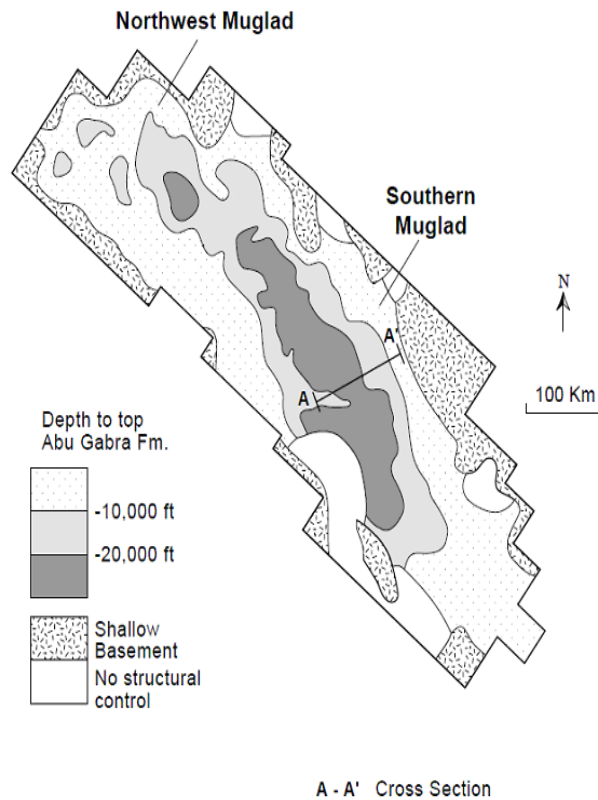 Northwest Muglad
Southern
Muglad
N
A'
A
100 Km
Depth to top
Abu Gabra Fm.
-10,000 ft
-20,000 ft
Shallow
Basement
No structural
control
A - A' Cross Section